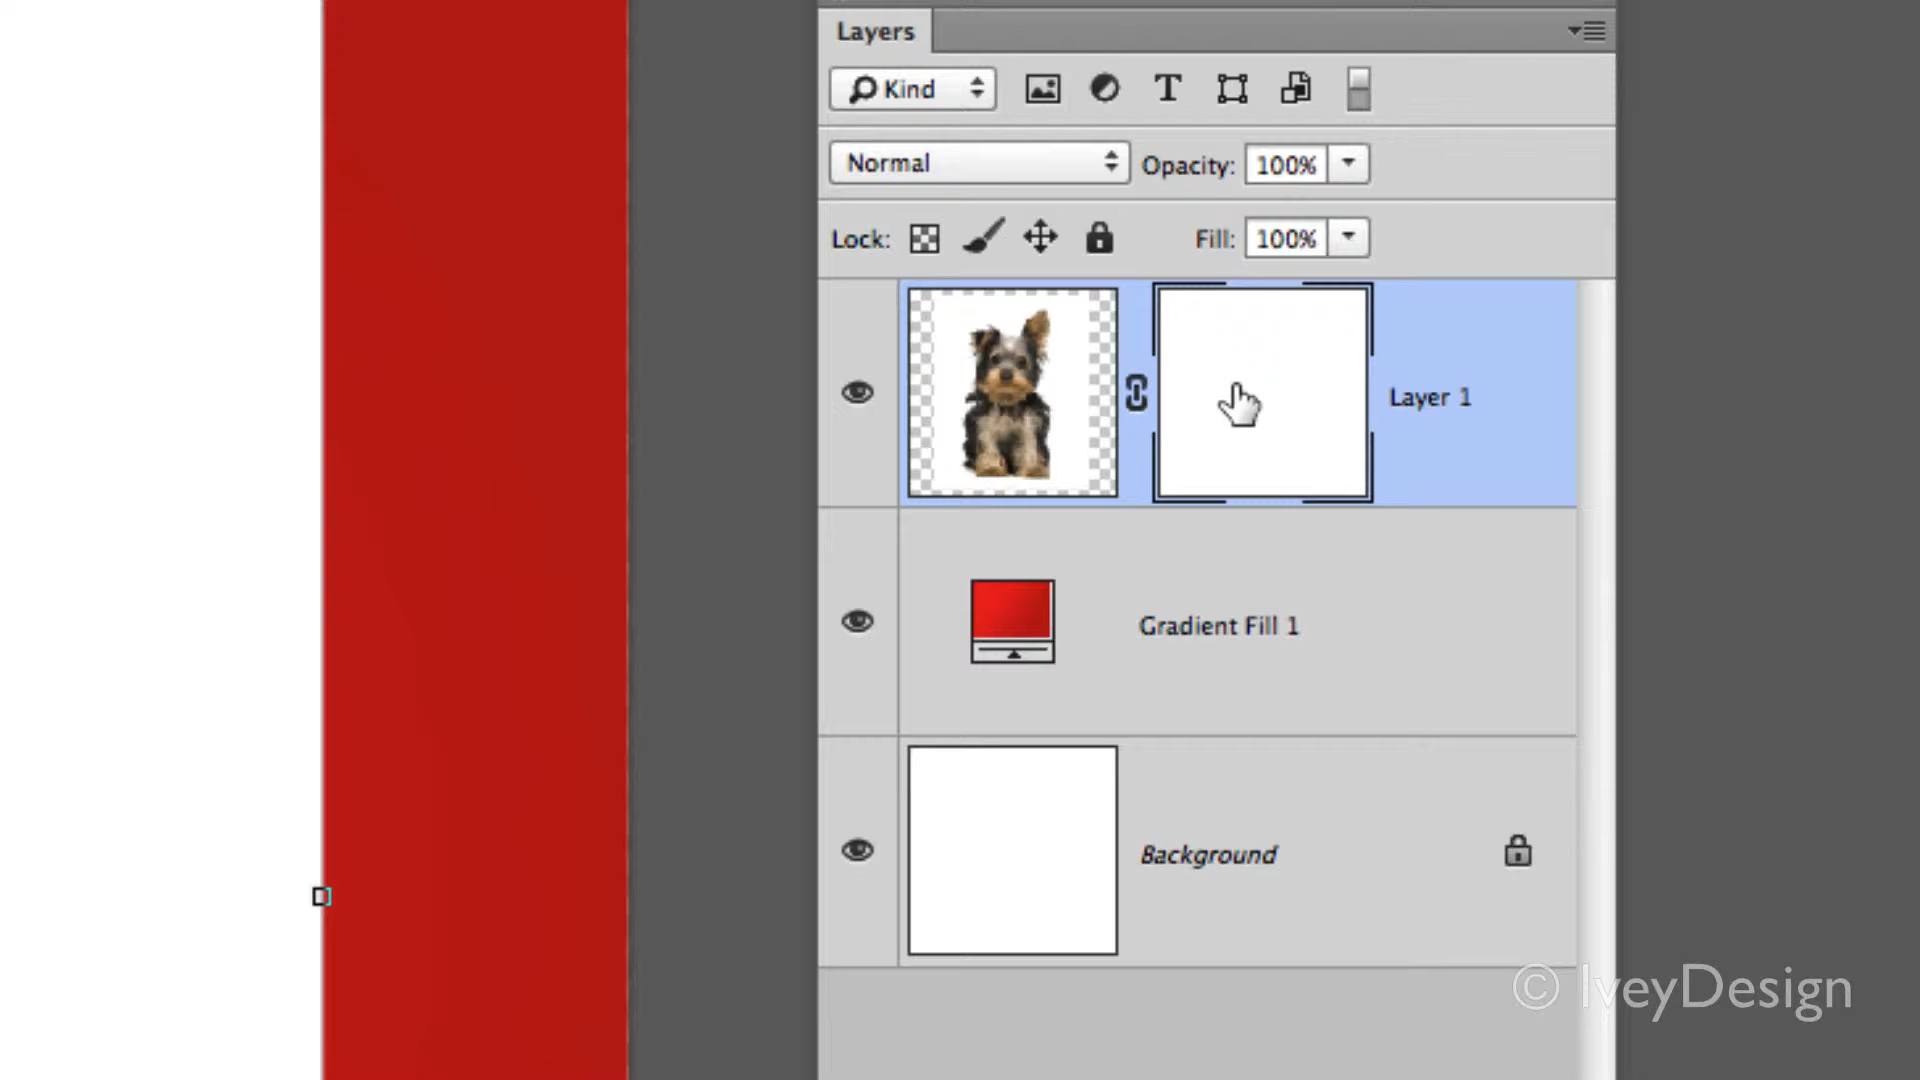 Layers
Kind
Normal
Opacity: 100%
Lock:
Fill: 100%
Layer 1
Gradient Fill 1
Background
© IveyDesign